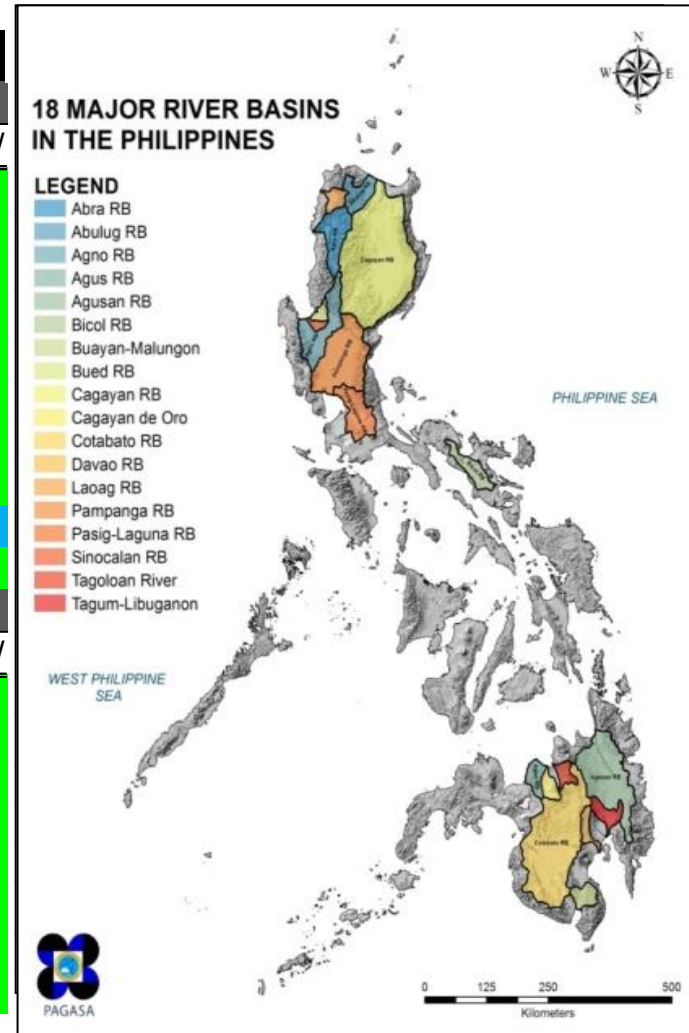 18 MAJOR RIVER BASINS
IN THE PHILIPPINES
N
W E
S
LEGEND
Abra RB
Abulug RB
Agno RB
Agus RB
Agusan RB
Bicol RB
Buayan-Malungon
Bued RB
Cagayan RB
Cagayan de Oro
Cotabato RB
Davao RB
Laoag RB
Pampanga RB
Pasig-Laguna RB
Sinocalan RB
Tagoloan River
Tagum-Libuganon
Cagayan RB
PHILIPPINE SEA
WEST PHILIPPINE
SEA
Agusan RB
Cotabato RB
PAGASA
0 125 250 500
Kilometers